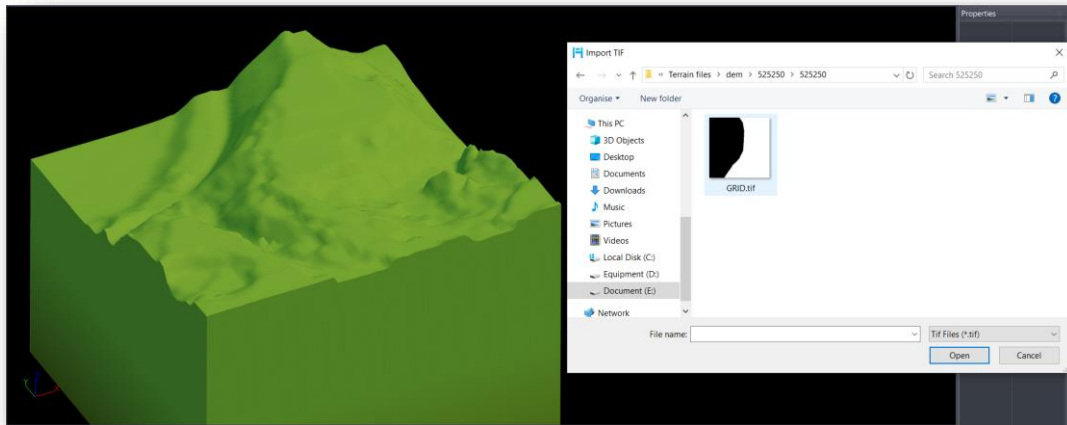 Properties
Import TIF
« Terrain files > dem > 525250 > 525250
Search 525250
Organise
New folder
This PC
3D Objects
Desktop
Documents
Downloads
Music
Pictures
Videos
Local Disk (C:)
Equipment (D:)
Document (E:)
Network
GRID.tif
File name:
Tif Files (*.tif)
Open
Cancel